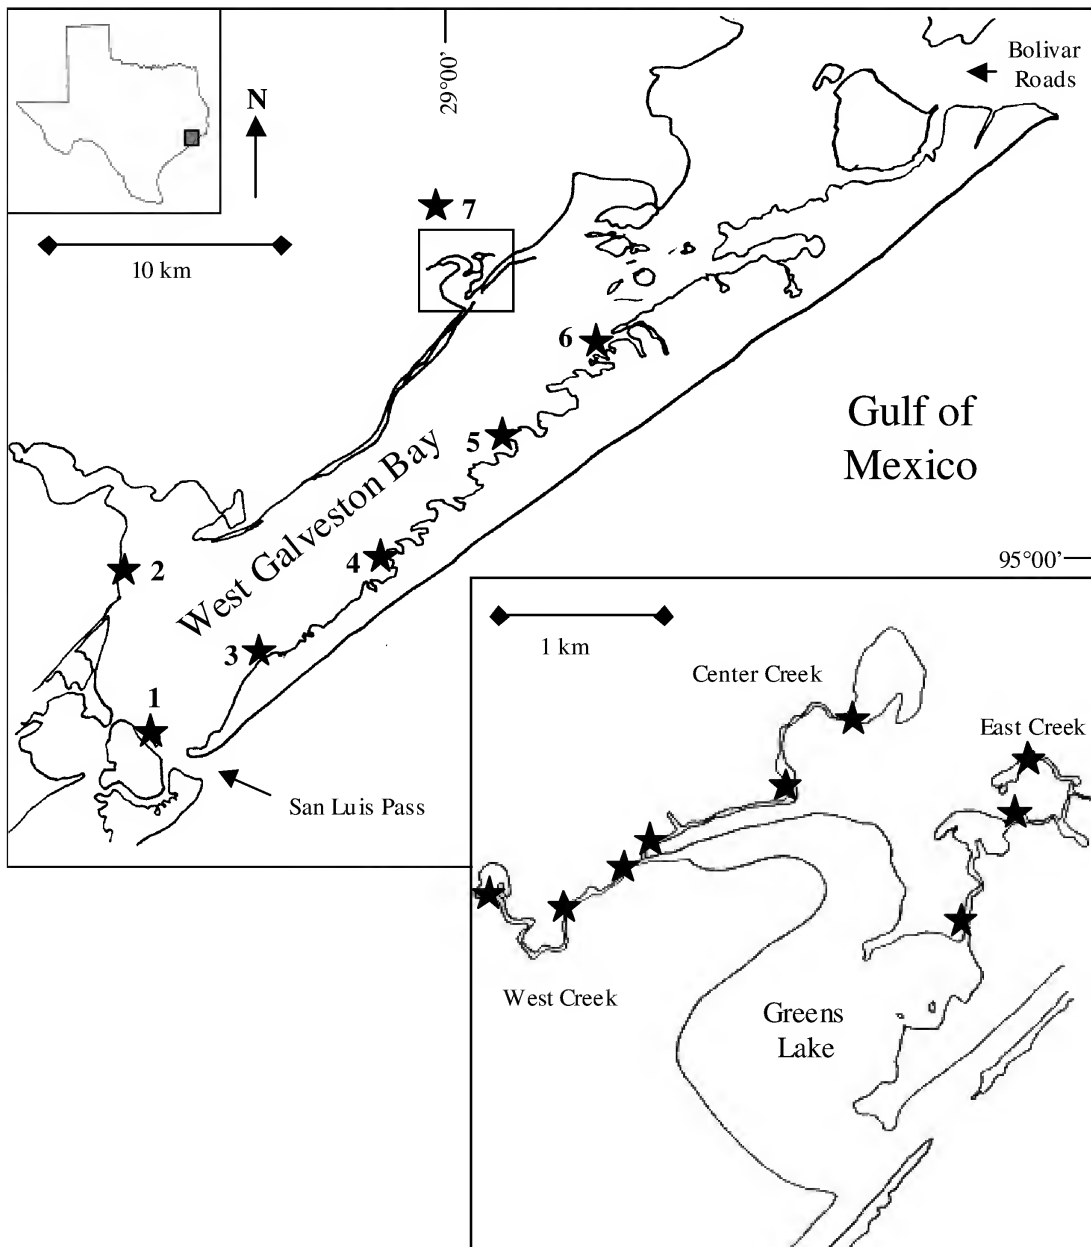 29°00'
Bolivar
Roads
N
7
10 km
6
Gulf of
Mexico
5
West Galveston Bay
4
95°00'
2
3
1
San Luis Pass
1 km
Center Creek
East Creek
West Creek
Greens
Lake